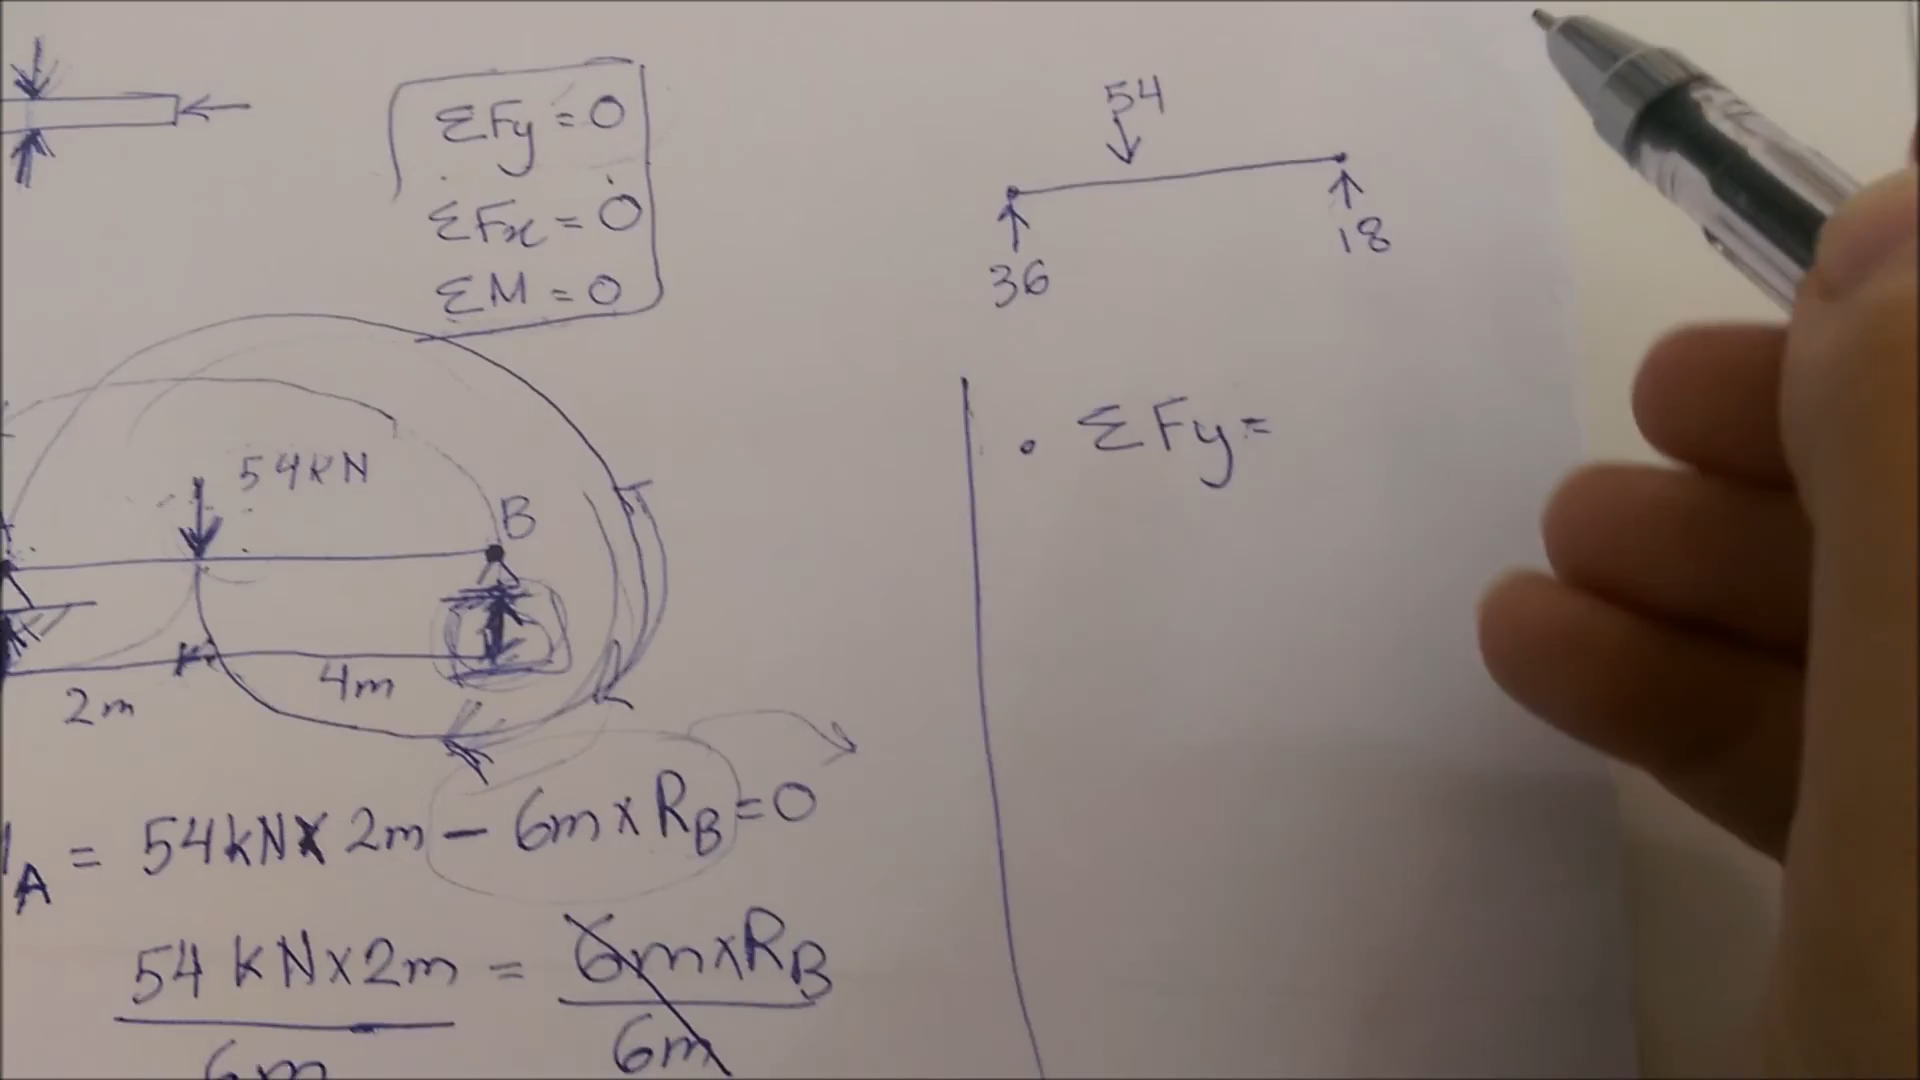 ΣFy = 0
ΣFx = 0
ΣM = 0
54
36
18
ΣFy =
54kN
B
2m
4m
A = 54kN x 2m - 6m x RB = 0
54 kN x 2m = 6m x RB
6m 6m